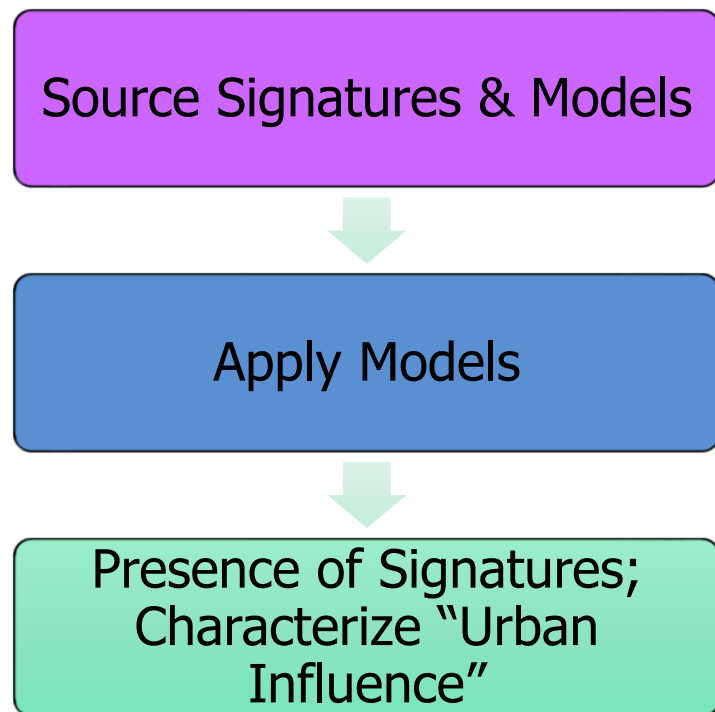 Source Signatures & Models
Apply Models
Presence of Signatures;
Characterize “Urban
Influence”